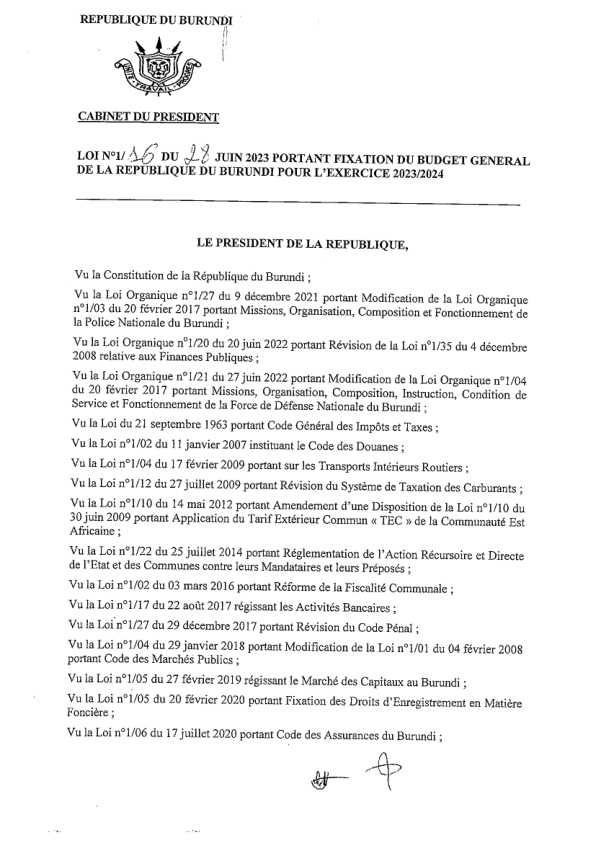 REPUBLIQUE DU BURUNDI
UNITE - TRAVAIL - PROGRES
CABINET DU PRESIDENT
LOI N°1/16 DU 28 JUIN 2023 PORTANT FIXATION DU BUDGET GENERAL
DE LA REPUBLIQUE DU BURUNDI POUR L'EXERCICE 2023/2024
LE PRESIDENT DE LA REPUBLIQUE,
Vu la Constitution de la République du Burundi ;
Vu la Loi Organique n°1/27 du 9 décembre 2021 portant Modification de la Loi Organique
n°1/03 du 20 février 2017 portant Missions, Organisation, Composition et Fonctionnement de
la Police Nationale du Burundi ;
Vu la Loi Organique n°1/20 du 20 juin 2022 portant Révision de la Loi n°1/35 du 4 décembre
2008 relative aux Finances Publiques ;
Vu la Loi Organique n°1/21 du 27 juin 2022 portant Modification de la Loi Organique n°1/04
du 20 février 2017 portant Missions, Organisation, Composition, Instruction, Condition de
Service et Fonctionnement de la Force de Défense Nationale du Burundi ;
Vu la Loi du 21 septembre 1963 portant Code Général des Impôts et Taxes ;
Vu la Loi n°1/02 du 11 janvier 2007 instituant le Code des Douanes ;
Vu la Loi n°1/04 du 17 février 2009 portant sur les Transports Intérieurs Routiers ;
Vu la Loi n°1/12 du 27 juillet 2009 portant Révision du Système de Taxation des Carburants ;
Vu la Loi n°1/10 du 14 mai 2012 portant Amendement d'une Disposition de la Loi n°1/10 du
30 juin 2009 portant Application du Tarif Extérieur Commun « TEC » de la Communauté Est
Africaine ;
Vu la Loi n°1/22 du 25 juillet 2014 portant Réglementation de l'Action Récursoire et Directe
de l'Etat et des Communes contre leurs Mandataires et leurs Préposés ;
Vu la Loi n°1/02 du 03 mars 2016 portant Réforme de la Fiscalité Communale ;
Vu la Loi n°1/17 du 22 août 2017 régissant les Activités Bancaires ;
Vu la Loi n°1/27 du 29 décembre 2017 portant Révision du Code Pénal ;
Vu la Loi n°1/04 du 29 janvier 2018 portant Modification de la Loi n°1/01 du 04 février 2008
portant Code des Marchés Publics ;
Vu la Loi n°1/05 du 27 février 2019 régissant le Marché des Capitaux au Burundi ;
Vu la Loi n°1/05 du 20 février 2020 portant Fixation des Droits d'Enregistrement en Matière
Foncière ;
Vu la Loi n°1/06 du 17 juillet 2020 portant Code des Assurances du Burundi ;